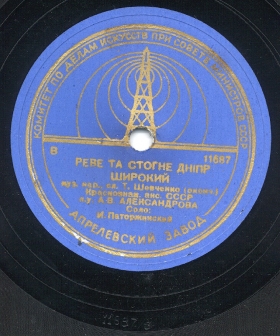 КОМИТЕТ ПО ДЕЛАМ ИСКУССТВ ПРИ СОВЕТЕ МИНИСТРОВ СССР
В 11687
РЕВЕ ТА СТОГНЕ ДНІПР
ШИРОКИЙ
муз. нар., сл. Т. Шевченко
Краснознам. анс. СССР
п/у А.В АЛЕКСАНДРОВА
Соло:
И. Паторжинский
АПРЕЛЕВСКИЙ ЗАВОД